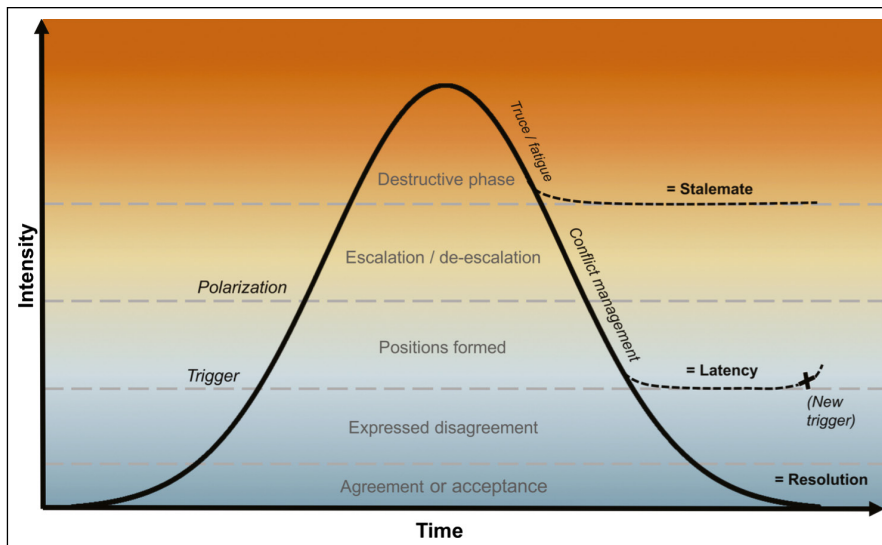 Truce / fatigue
Destructive phase
= Stalemate
Escalation / de-escalation
Conflict management
Polarization
Intensity
Positions formed
Trigger
= Latency
(New
trigger)
Expressed disagreement
= Resolution
Agreement or acceptance
Time